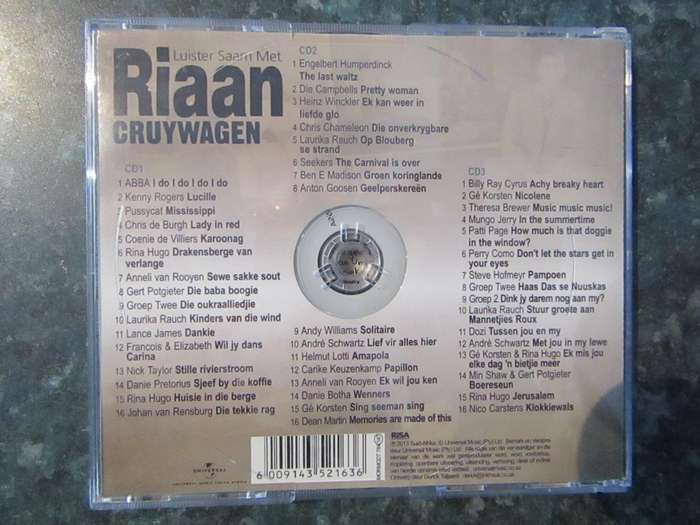 Luister Saam Met
Riaan
CRUYWAGEN
CD1
1 ABBA I do I do I do I do
2 Kenny Rogers Lucille
3 Pussycat Mississippi
4 Chris de Burgh Lady in red
5 Coenie de Villiers Karoonag
6 Rina Hugo Drakensberge van
verlange
7 Anneli van Rooyen Sewe sakke sout
8 Gert Potgieter Die baba boogie
9 Groep Twee Die oukraalliedjie
10 Laurika Rauch Kinders van die wind
11 Lance James Dankie
12 Francois & Elizabeth Wil jy dans
Carina
13 Nick Taylor Stille rivierstroom
14 Danie Pretorius Sjeef by die koffie
15 Rina Hugo Huisie in die berge
16 Johan van Rensburg Die tekkie rag
CD2
1 Engelbert Humperdinck
The last waltz
2 Die Campbells Pretty woman
3 Heinz Winckler Ek kan weer in
liefde glo
4 Chris Chameleon Die onverkrygbare
5 Laurika Rauch Op Blouberg
se strand
6 Seekers The Carnival is over
7 Ben E Madison Groen koringlande
8 Anton Goosen Geelperskereën
9 Andy Williams Solitaire
10 André Schwartz Lief vir alles hier
11 Helmut Lotti Amapola
12 Carike Keuzenkamp Papillon
13 Anneli van Rooyen Ek wil jou ken
14 Danie Botha Wenners
15 Gé Korsten Sing seeman sing
16 Dean Martin Memories are made of this
CD3
1 Billy Ray Cyrus Achy breaky heart
2 Gé Korsten Nicolene
3 Theresa Brewer Music music music!
4 Mungo Jerry In the summertime
5 Patti Page How much is that doggie
in the window?
6 Perry Como Don't let the stars get in
your eyes
7 Steve Hofmeyr Pampoen
8 Groep Twee Haas Das se Nuuskas
9 Groep 2 Dink jy darem nog aan my?
10 Laurika Rauch Stuur groete aan
Mannetjies Roux
11 Dozi Tussen jou en my
12 André Schwartz Met jou in my lewe
13 Gé Korsten & Rina Hugo Ek mis jou
elke dag 'n bietjie meer
14 Min Shaw & Gert Potgieter
Boereseun
15 Rina Hugo Jerusalem
16 Nico Carstens Klokkiewals
UNIVERSAL
6 009143 521636
RISA